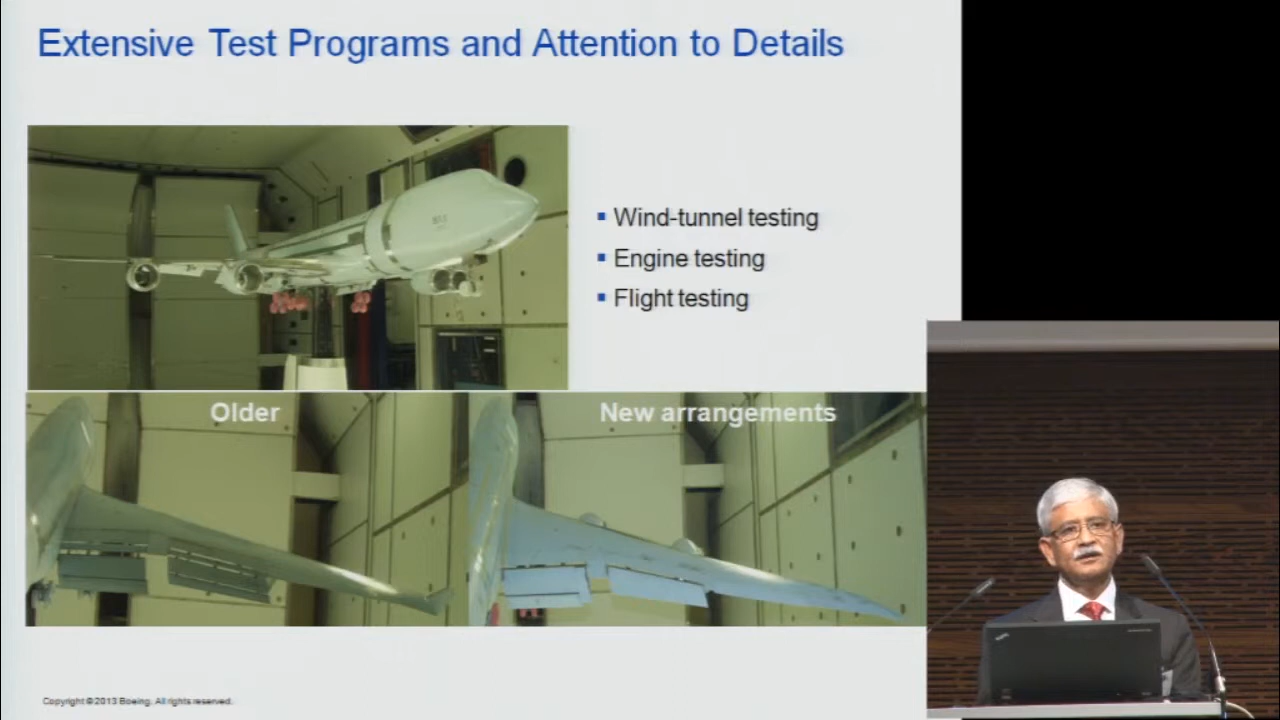 Extensive Test Programs and Attention to Details
▪ Wind-tunnel testing
▪ Engine testing
▪ Flight testing
Older
New arrangements
Copyright © 2013 Boeing. All rights reserved.